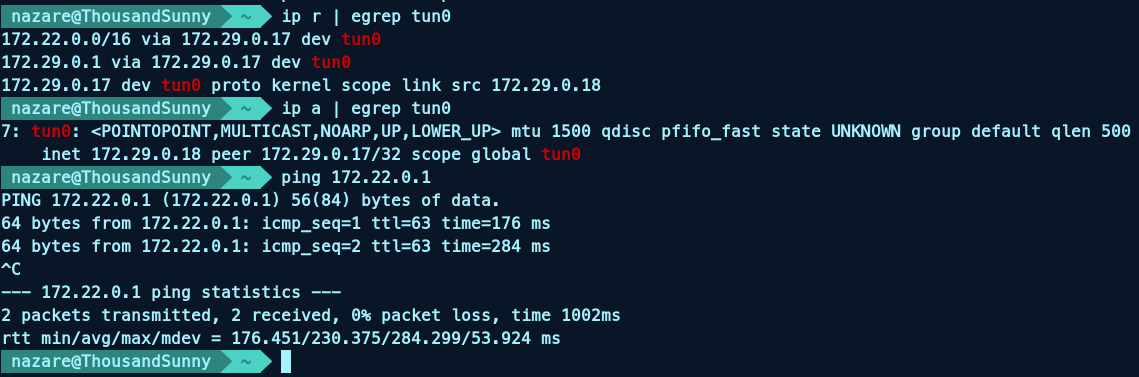 nazare@ThousandSunny ~ ip r | egrep tun0
172.22.0.0/16 via 172.29.0.17 dev tun0
172.29.0.1 via 172.29.0.17 dev tun0
172.29.0.17 dev tun0 proto kernel scope link src 172.29.0.18
nazare@ThousandSunny ~ ip a | egrep tun0
7: tun0: <POINTOPOINT,MULTICAST,NOARP,UP,LOWER_UP> mtu 1500 qdisc pfifo_fast state UNKNOWN group default qlen 500
    inet 172.29.0.18 peer 172.29.0.17/32 scope global tun0
nazare@ThousandSunny ~ ping 172.22.0.1
PING 172.22.0.1 (172.22.0.1) 56(84) bytes of data.
64 bytes from 172.22.0.1: icmp_seq=1 ttl=63 time=176 ms
64 bytes from 172.22.0.1: icmp_seq=2 ttl=63 time=284 ms
^C
--- 172.22.0.1 ping statistics ---
2 packets transmitted, 2 received, 0% packet loss, time 1002ms
rtt min/avg/max/mdev = 176.451/230.375/284.299/53.924 ms
nazare@ThousandSunny ~